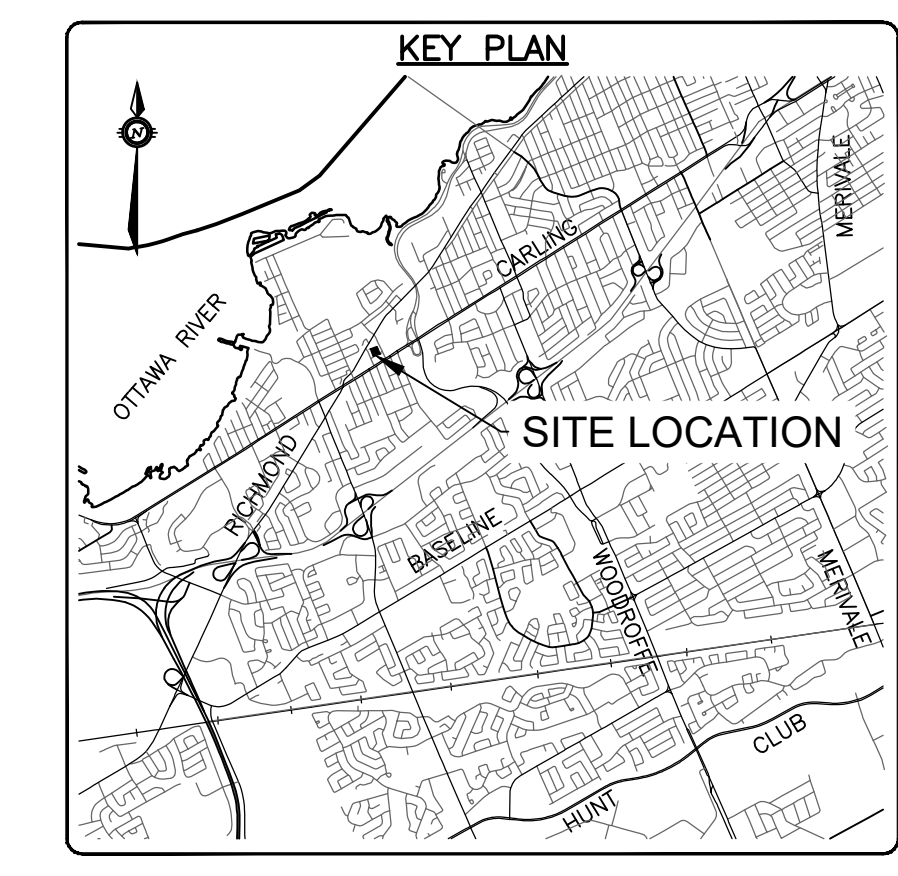 KEY PLAN
N
MERIVALE
CARLING
OTTAWA RIVER
SITE LOCATION
RICHMOND
BASELINE
WOODROFFE
MERIVALE
CLUB
HUNT